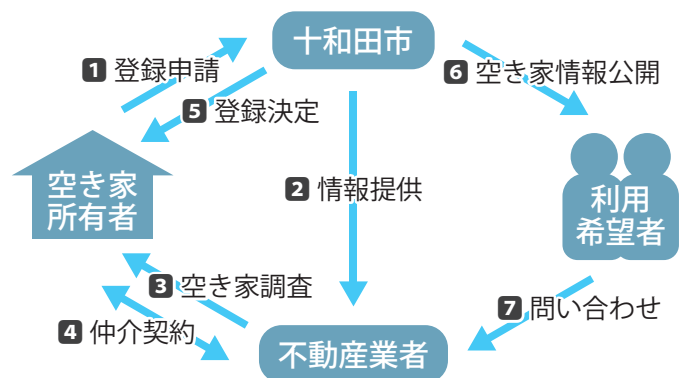 十和田市
1 登録申請
6 空き家情報公開
5 登録決定
空き家
所有者
2 情報提供
利用
希望者
3 空き家調査
7 問い合わせ
4 仲介契約
不動産業者